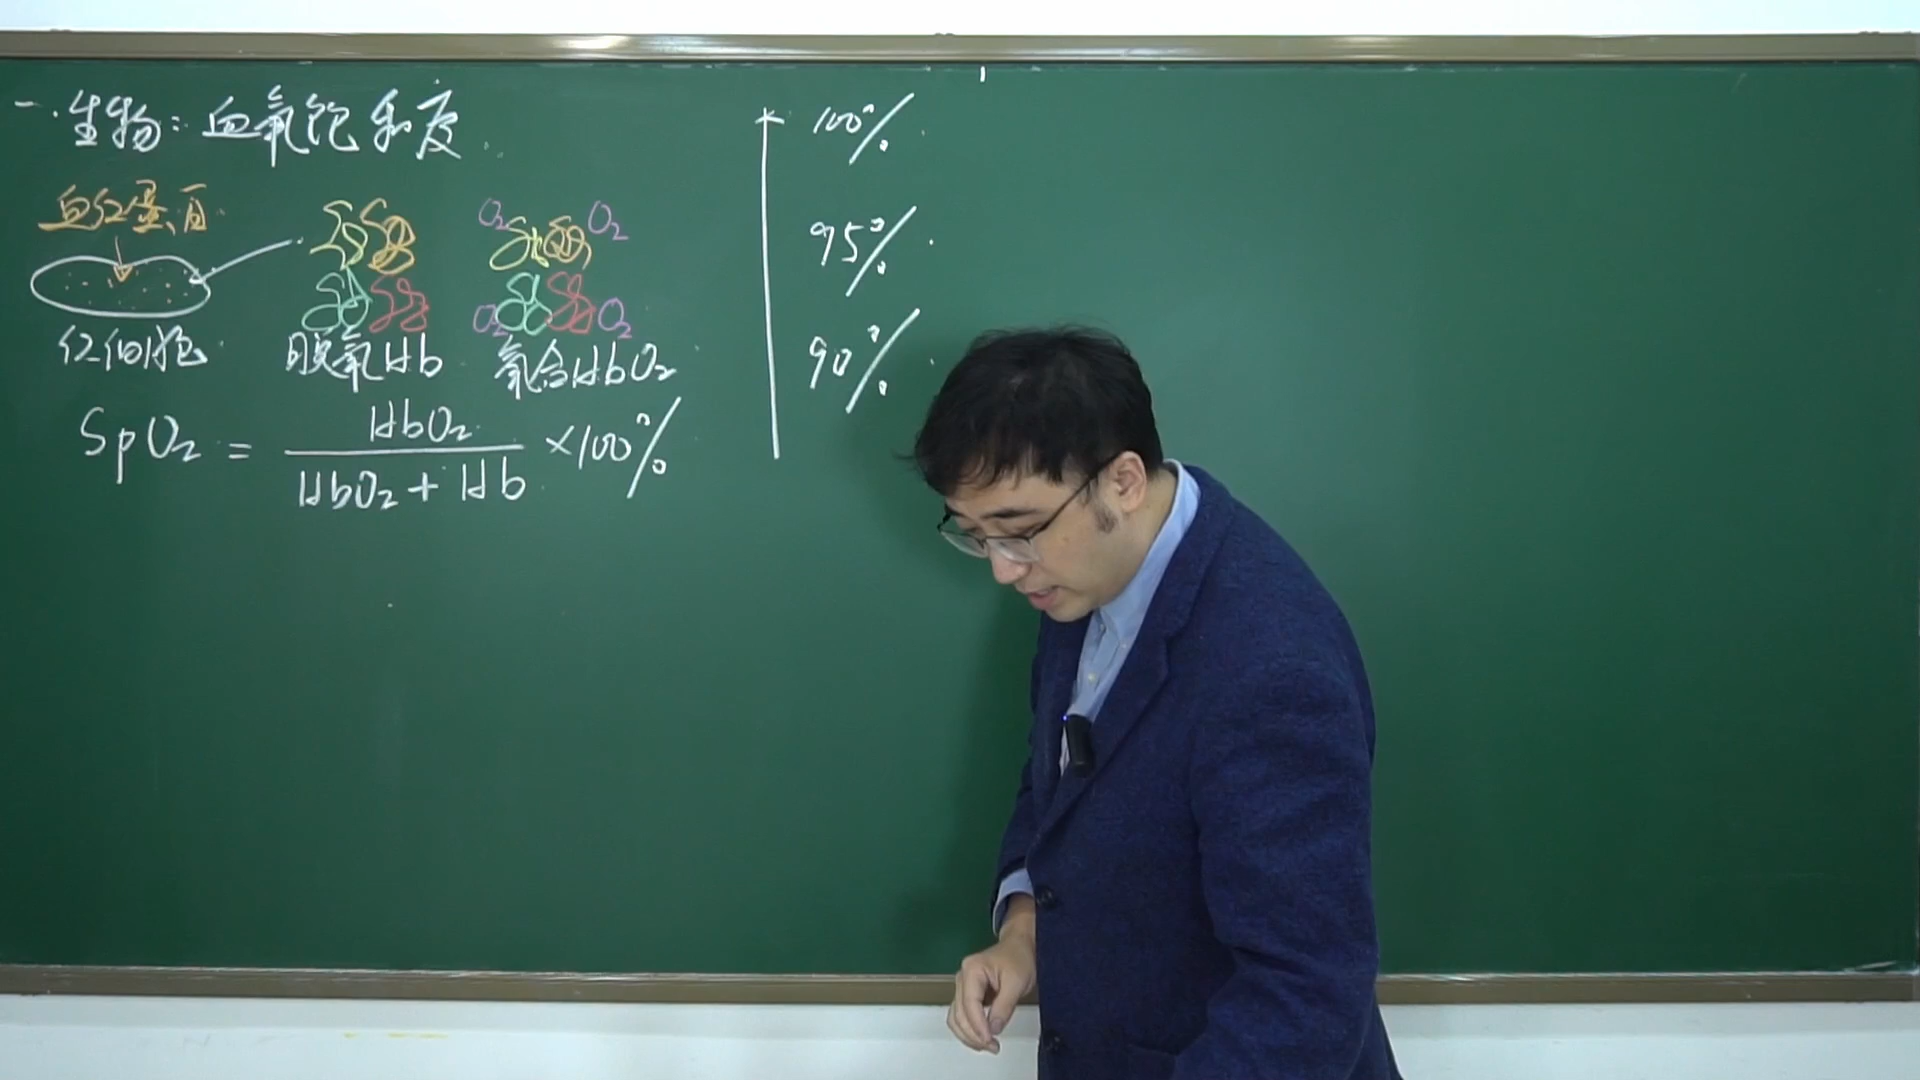 一.生物:血氧饱和度
血红蛋白
红细胞
O₂ O₂
O₂ O₂
脱氧Hb
氧合HbO₂
SpO₂ = HbO₂ / HbO₂ + Hb ×100%
100%
95%
90%